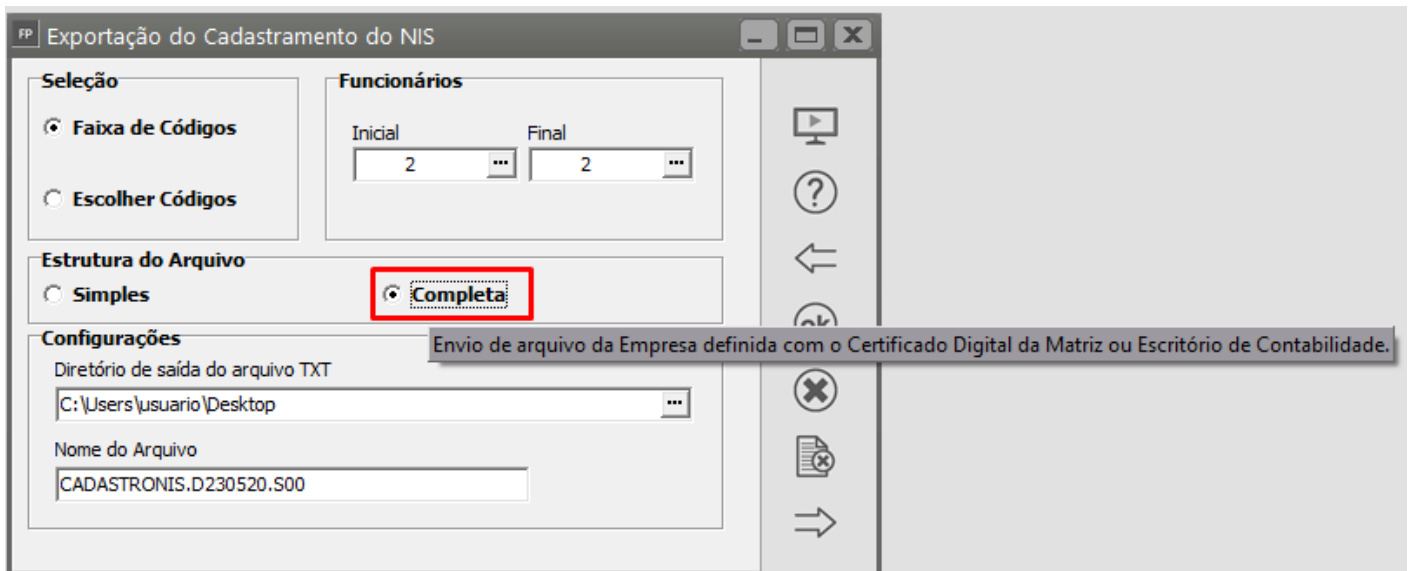 FP Exportação do Cadastramento do NIS
Seleção
Faixa de Códigos
Escolher Códigos
Funcionários
Inicial Final
2 ... 2 ...
Estrutura do Arquivo
Simples Completa
Envio de arquivo da Empresa definida com o Certificado Digital da Matriz ou Escritório de Contabilidade.
Configurações
Diretório de saída do arquivo TXT
C:\Users\usuario\Desktop ...
Nome do Arquivo
CADASTRONIS.D230520.S00
?
ok